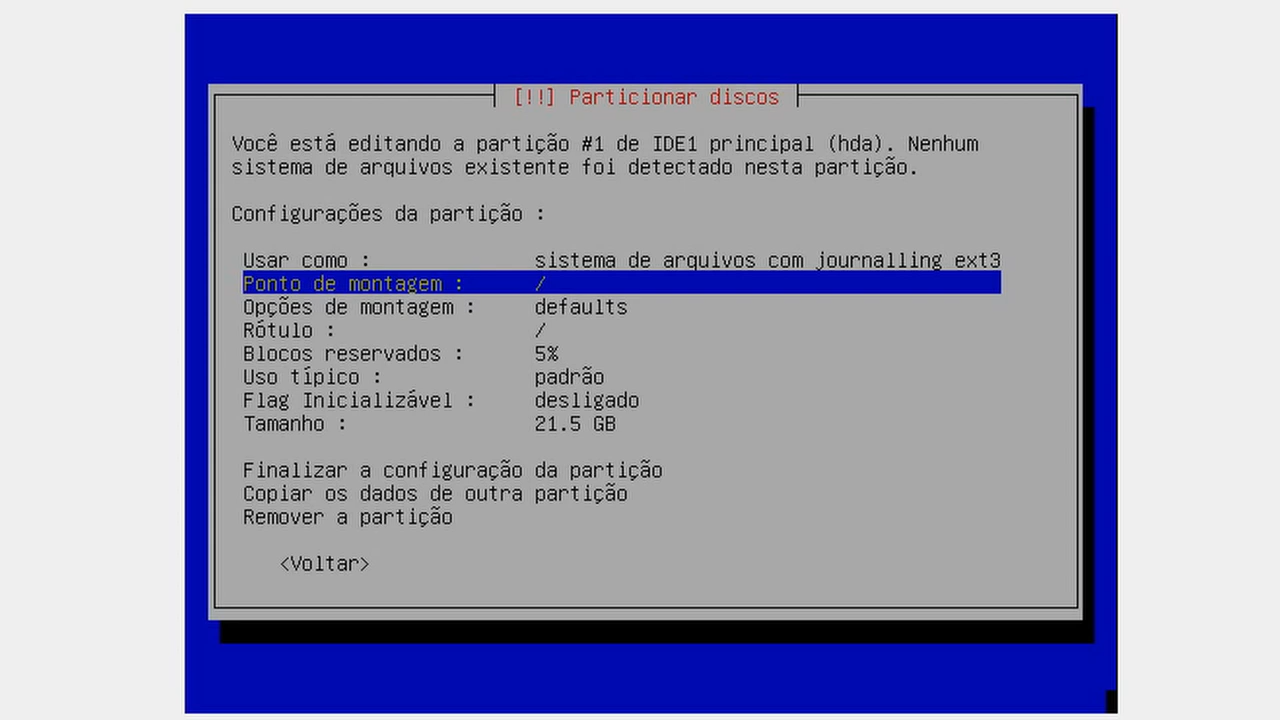 [!!] Particionar discos
Você está editando a partição #1 de IDE1 principal (hda). Nenhum
sistema de arquivos existente foi detectado nesta partição.
Configurações da partição :
Usar como : sistema de arquivos com journalling ext3
Ponto de montagem : /
Opções de montagem : defaults
Rótulo : /
Blocos reservados : 5%
Uso típico : padrão
Flag Inicializável : desligado
Tamanho : 21.5 GB
Finalizar a configuração da partição
Copiar os dados de outra partição
Remover a partição
<Voltar>